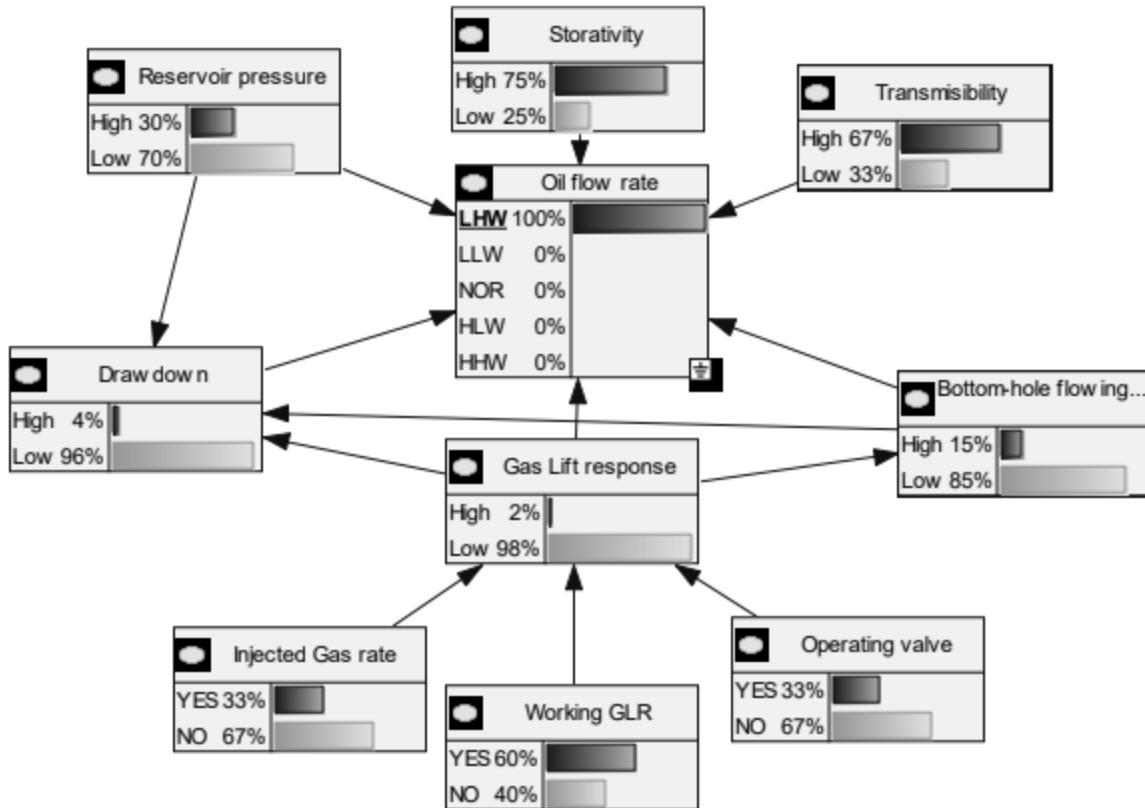 Storativity
High 75%
Low 25%
Reservoir pressure
High 30%
Low 70%
Transmisibility
High 67%
Low 33%
Oil flow rate
LHW 100%
LLW 0%
NOR 0%
HLW 0%
HHW 0%
Draw down
High 4%
Low 96%
Bottom-hole flowing...
High 15%
Low 85%
Gas Lift response
High 2%
Low 98%
Injected Gas rate
YES 33%
NO 67%
Working GLR
YES 60%
NO 40%
Operating valve
YES 33%
NO 67%